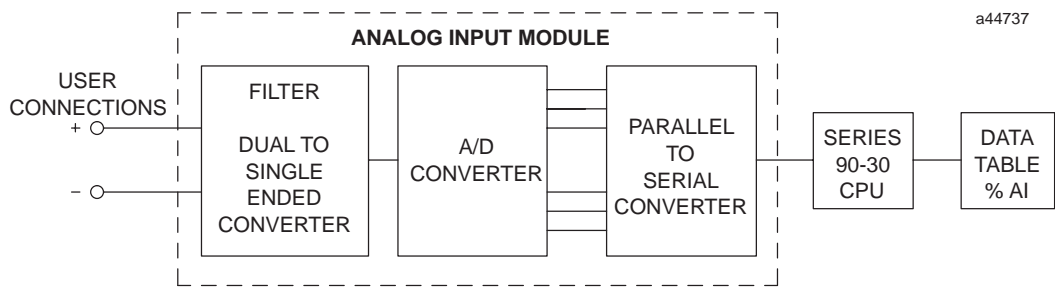 a44737
ANALOG INPUT MODULE
USER
CONNECTIONS
+
−
FILTER
DUAL TO
SINGLE
ENDED
CONVERTER
A/D
CONVERTER
PARALLEL
TO
SERIAL
CONVERTER
SERIES
90-30
CPU
DATA
TABLE
% AI